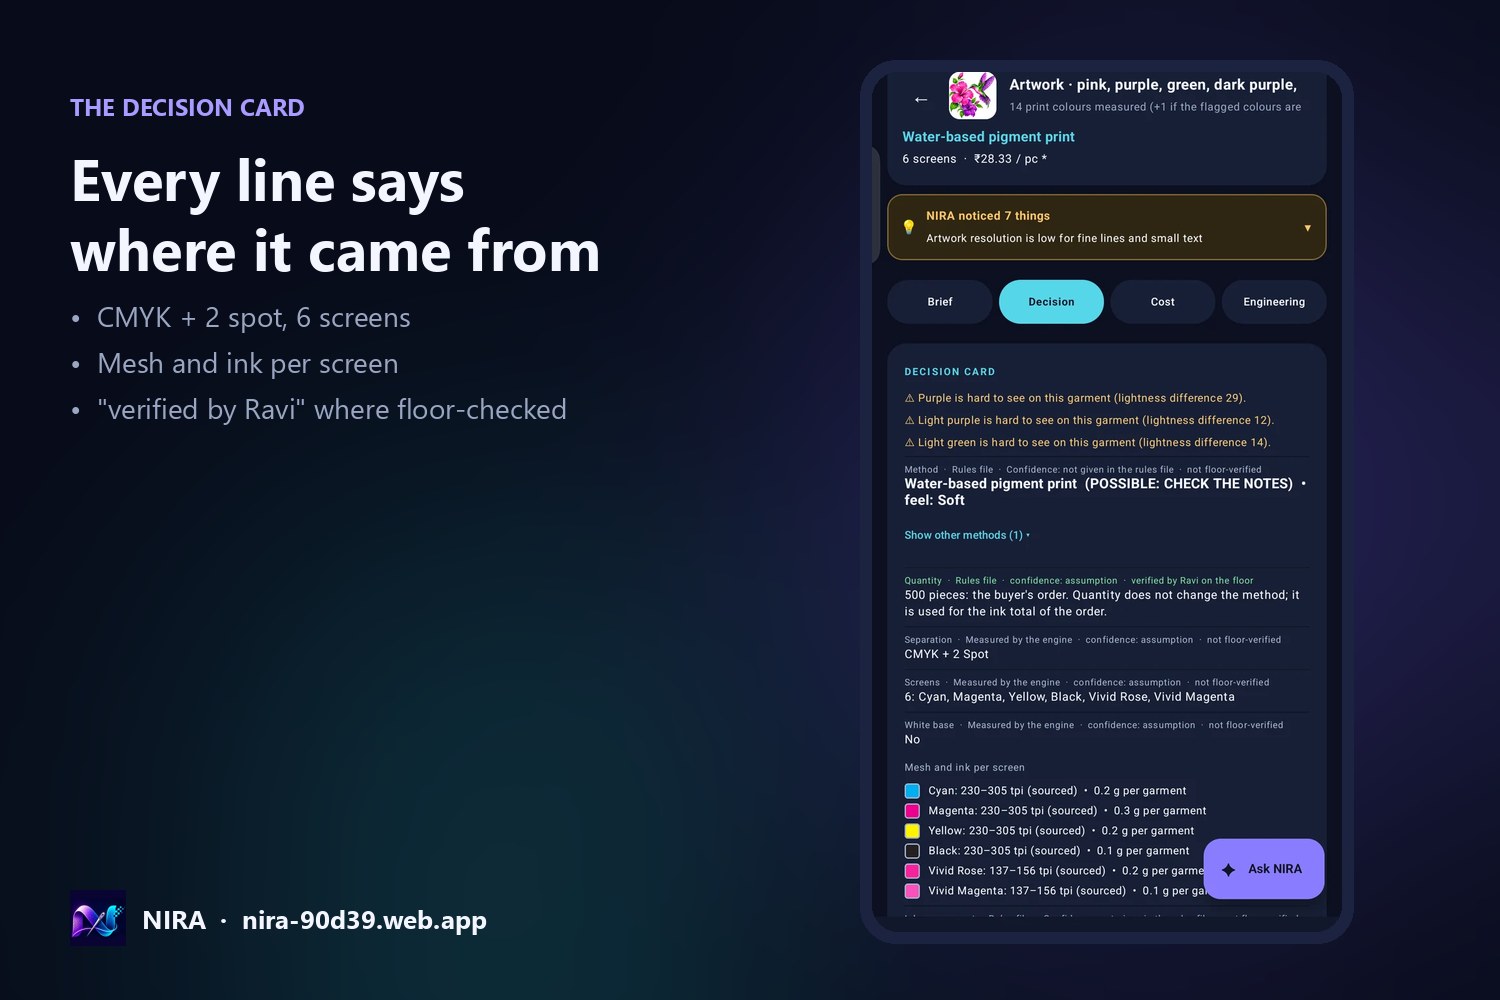 THE DECISION CARD
Every line says
where it came from
• CMYK + 2 spot, 6 screens
• Mesh and ink per screen
• "verified by Ravi" where floor-checked
NIRA · nira-90d39.web.app
← Artwork · pink, purple, green, dark purple,
14 print colours measured (+1 if the flagged colours are
Water-based pigment print
6 screens · ₹28.33 / pc *
NIRA noticed 7 things
Artwork resolution is low for fine lines and small text
Brief Decision Cost Engineering
DECISION CARD
⚠ Purple is hard to see on this garment (lightness difference 29).
⚠ Light purple is hard to see on this garment (lightness difference 12).
⚠ Light green is hard to see on this garment (lightness difference 14).
Method · Rules file · Confidence: not given in the rules file · not floor-verified
Water-based pigment print (POSSIBLE: CHECK THE NOTES) •
feel: Soft
Show other methods (1) ▾
Quantity · Rules file · confidence: assumption · verified by Ravi on the floor
500 pieces: the buyer's order. Quantity does not change the method; it
is used for the ink total of the order.
Separation · Measured by the engine · confidence: assumption · not floor-verified
CMYK + 2 Spot
Screens · Measured by the engine · confidence: assumption · not floor-verified
6: Cyan, Magenta, Yellow, Black, Vivid Rose, Vivid Magenta
White base · Measured by the engine · confidence: assumption · not floor-verified
No
Mesh and ink per screen
Cyan: 230–305 tpi (sourced) • 0.2 g per garment
Magenta: 230–305 tpi (sourced) • 0.3 g per garment
Yellow: 230–305 tpi (sourced) • 0.2 g per garment
Black: 230–305 tpi (sourced) • 0.1 g per garment
Vivid Rose: 137–156 tpi (sourced) • 0.2 g per garme
Vivid Magenta: 137–156 tpi (sourced) • 0.1 g per gar
Ask NIRA